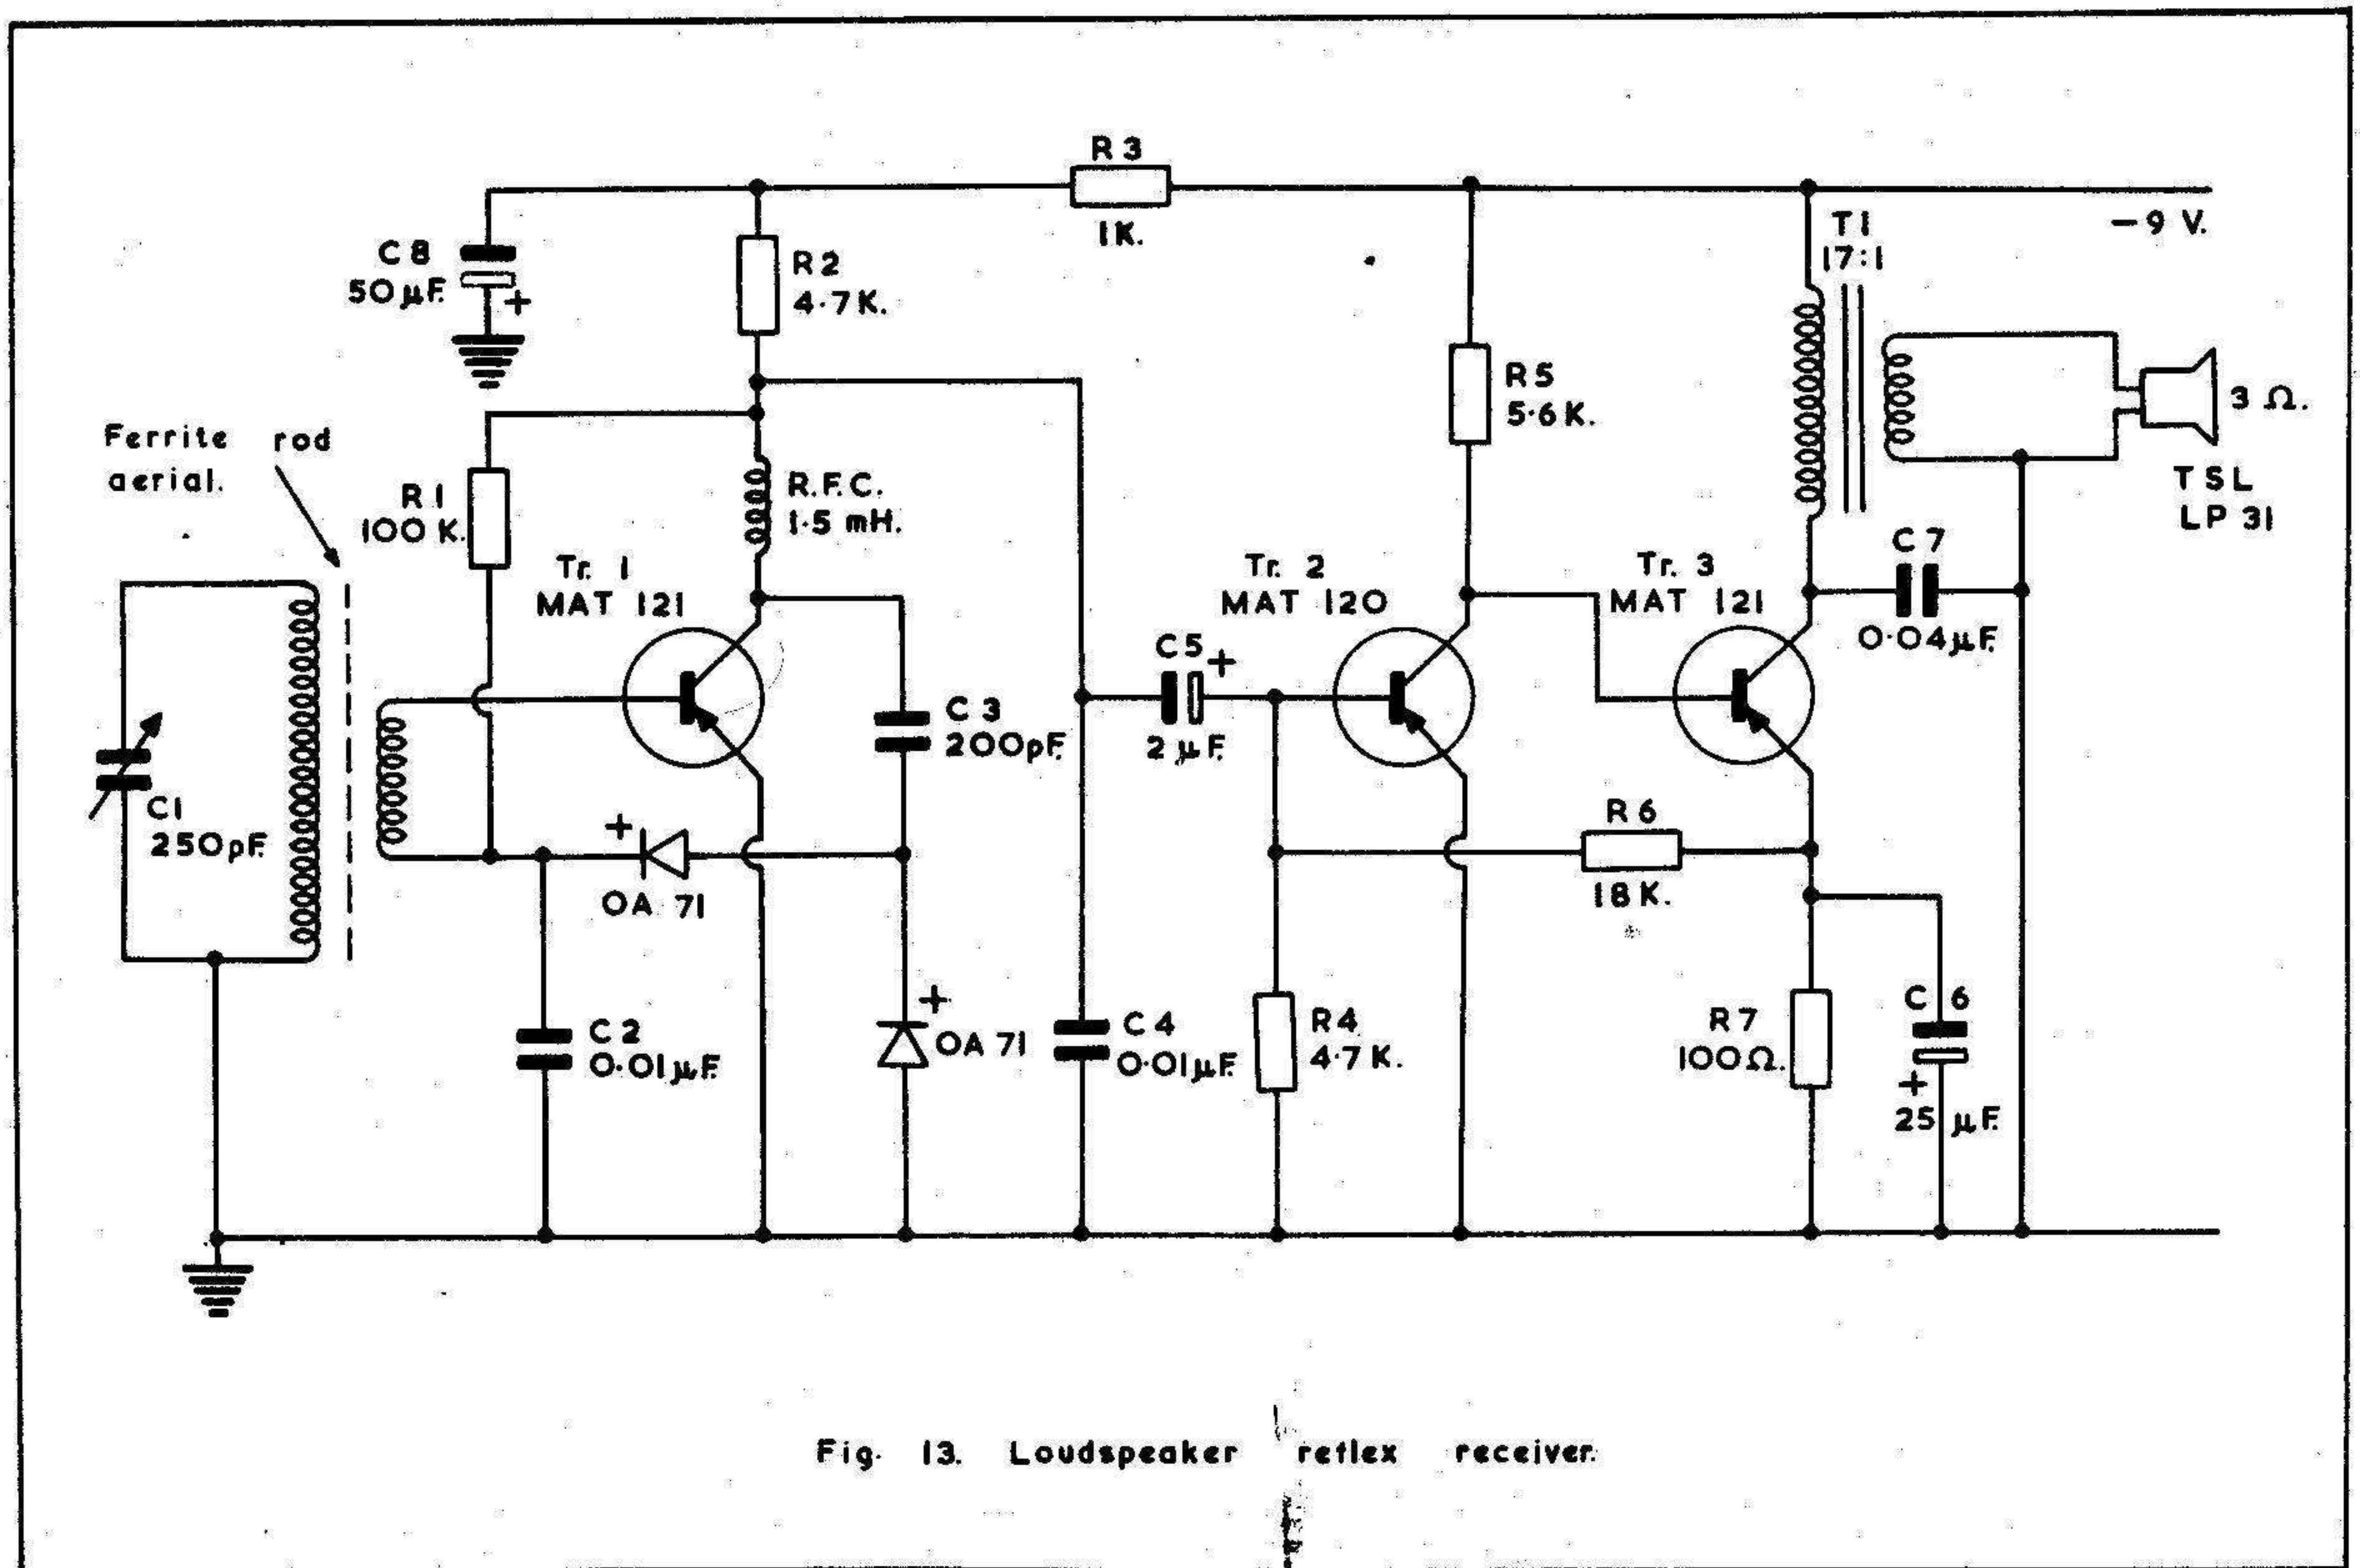 R3
1K.
-9 V.
T1
17:1
C8
50µF.
+
R2
4.7K.
R5
5.6K.
3 Ω.
TSL
LP 31
Ferrite rod
aerial.
R1
100 K.
R.F.C.
1.5 mH.
Tr. 1
MAT 121
Tr. 2
MAT 120
Tr. 3
MAT 121
C7
0.04µF.
C5
+
2 µF.
C 3
200pF.
C1
250pF.
+
OA 71
R6
18K.
C2
0.01µF.
+
OA 71
C4
0.01µF.
R4
4.7K.
R7
100Ω.
C 6
+
25 µF.
Fig. 13. Loudspeaker reflex receiver.